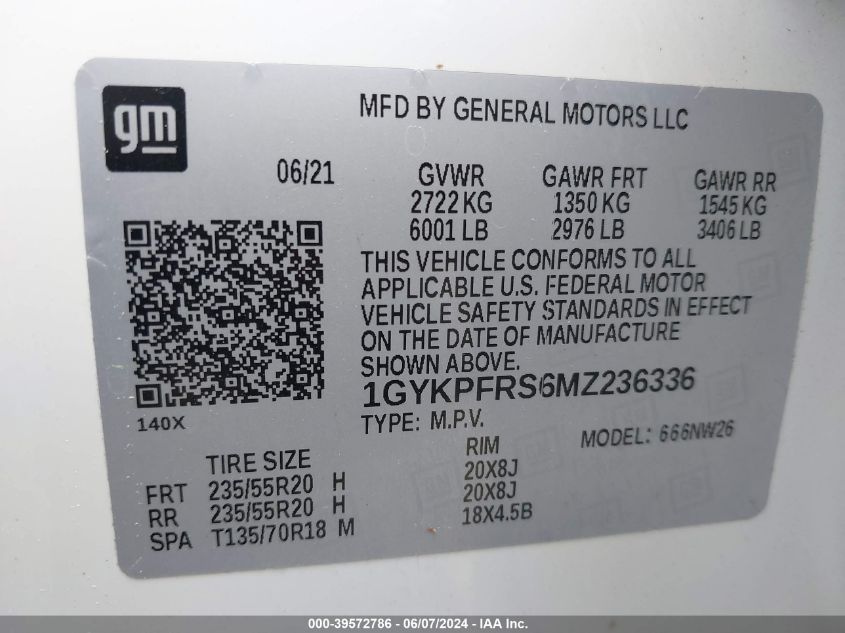 gm
MFD BY GENERAL MOTORS LLC
06/21 GVWR GAWR FRT GAWR RR
2722 KG 1350 KG 1545 KG
6001 LB 2976 LB 3406 LB
THIS VEHICLE CONFORMS TO ALL
APPLICABLE U.S. FEDERAL MOTOR
VEHICLE SAFETY STANDARDS IN EFFECT
ON THE DATE OF MANUFACTURE
SHOWN ABOVE.
1GYKPFRS6MZ236336
140X
TYPE: M.P.V.
MODEL: 666NW26
TIRE SIZE RIM
FRT 235/55R20 H 20X8J
RR 235/55R20 H 20X8J
SPA T135/70R18 M 18X4.5B
000-39572786 - 06/07/2024 - IAA Inc.